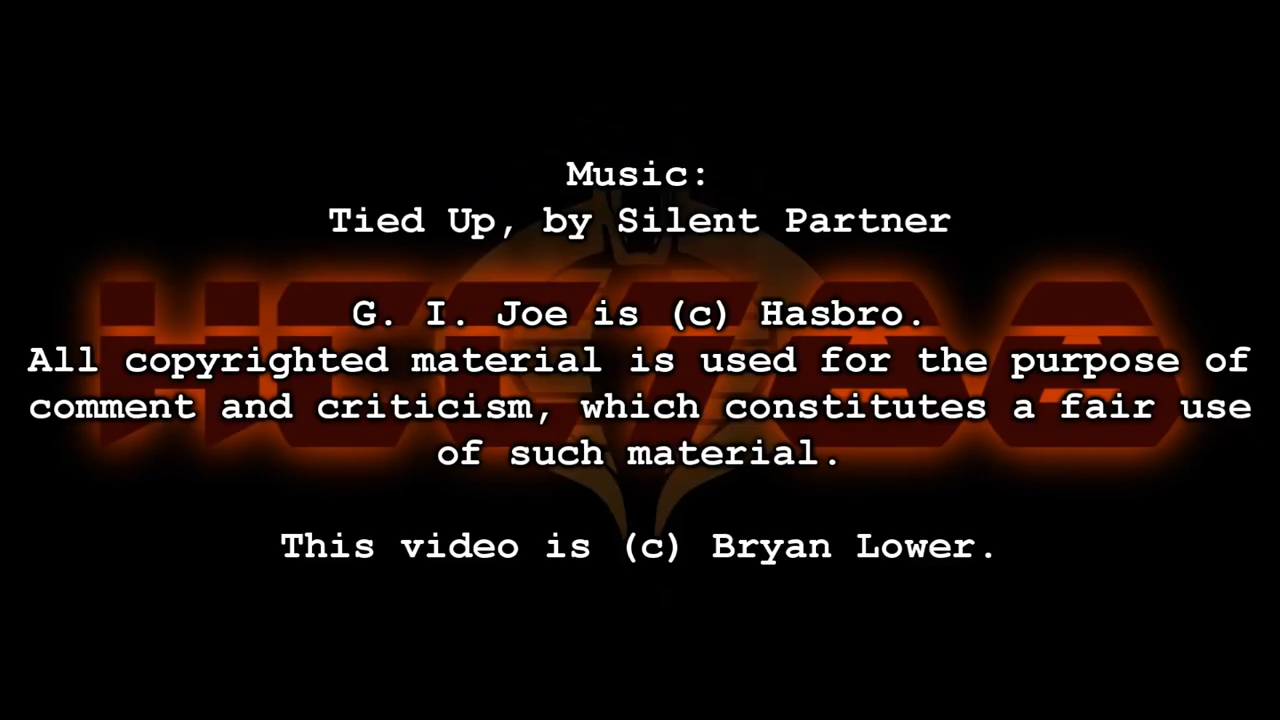 Music:
Tied Up, by Silent Partner
G. I. Joe is (c) Hasbro.
All copyrighted material is used for the purpose of
comment and criticism, which constitutes a fair use
of such material.
HCC788
This video is (c) Bryan Lower.